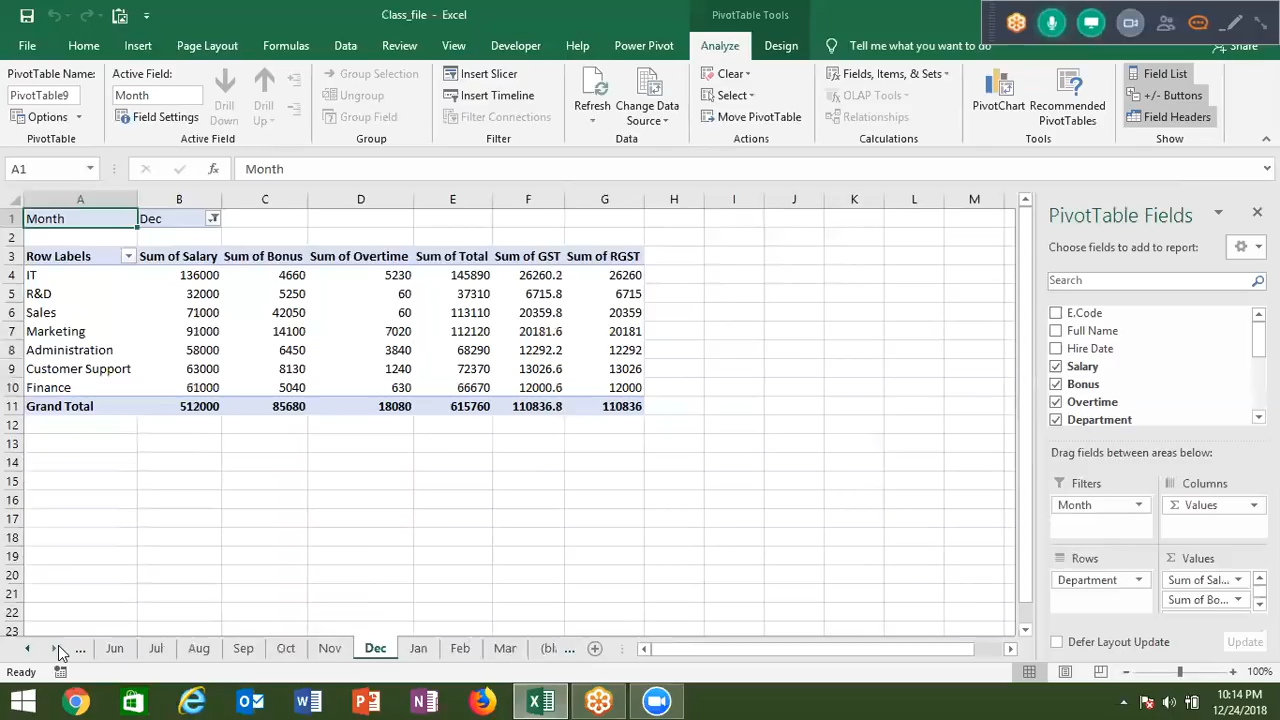 Class_file - Excel
PivotTable Tools
File Home Insert Page Layout Formulas Data Review View Developer Help Power Pivot Analyze Design Tell me what you want to do Share
PivotTable Name: Active Field: Group Selection Insert Slicer Clear Fields, Items, & Sets Field List
PivotTable9 Month Ungroup Insert Timeline Select OLAP Tools +/- Buttons
Options Field Settings Drill Down Drill Up Group Field Filter Connections Refresh Change Data Source Move PivotTable Relationships PivotChart Recommended PivotTables Field Headers
PivotTable Active Field Group Filter Data Actions Calculations Tools Show
A1 fx Month
A B C D E F G H I J K L M
1 Month Dec
2
3 Row Labels Sum of Salary Sum of Bonus Sum of Overtime Sum of Total Sum of GST Sum of RGST
4 IT 136000 4660 5230 145890 26260.2 26260
5 R&D 32000 5250 60 37310 6715.8 6715
6 Sales 71000 42050 60 113110 20359.8 20359
7 Marketing 91000 14100 7020 112120 20181.6 20181
8 Administration 58000 6450 3840 68290 12292.2 12292
9 Customer Support 63000 8130 1240 72370 13026.6 13026
10 Finance 61000 5040 630 66670 12000.6 12000
11 Grand Total 512000 85680 18080 615760 110836.8 110836
12
13
14
15
16
17
18
19
20
21
22
23
PivotTable Fields
Choose fields to add to report:
Search
E.Code
Full Name
Hire Date
Salary
Bonus
Overtime
Department
Drag fields between areas below:
Filters Columns
Month Σ Values
Rows Σ Values
Department Sum of Sal...
Sum of Bo...
Defer Layout Update Update
... Jun Jul Aug Sep Oct Nov Dec Jan Feb Mar (bl ...
Ready 100%
10:14 PM
12/24/2018